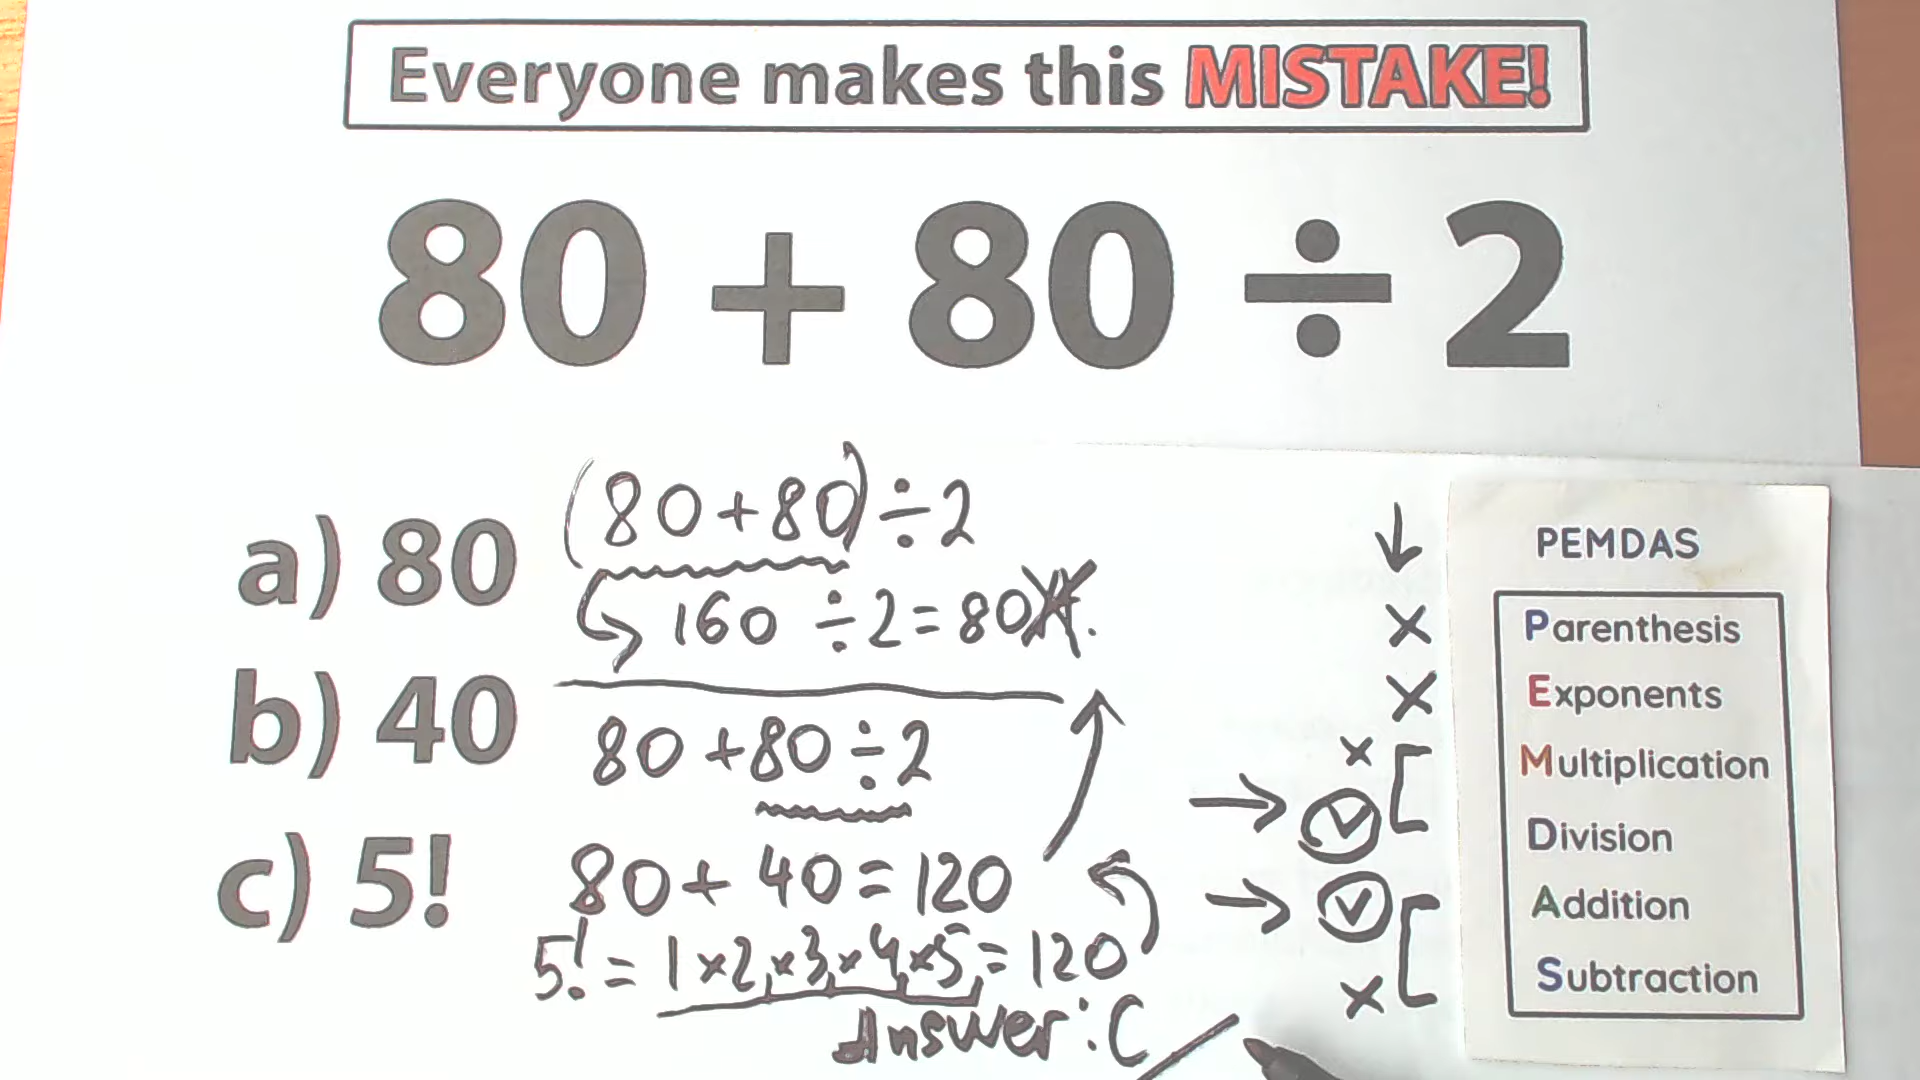 Everyone makes this MISTAKE!
80 + 80 ÷ 2
a) 80
(80+80) ÷ 2
160 ÷ 2 = 80
b) 40
80 + 80 ÷ 2
c) 5!
80 + 40 = 120
5! = 1 × 2 × 3 × 4 × 5 = 120
Answer: C
PEMDAS
Parenthesis
Exponents
Multiplication
Division
Addition
Subtraction